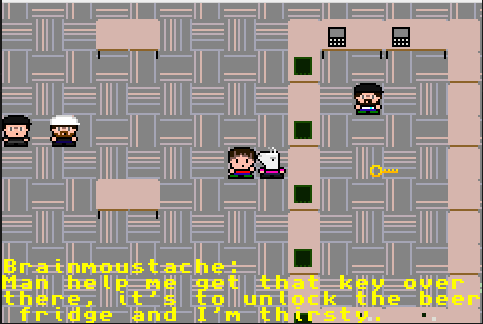 Brainmoustache:
Man help me get that key over
there, it's to unlock the beer
fridge and I'm thirsty..